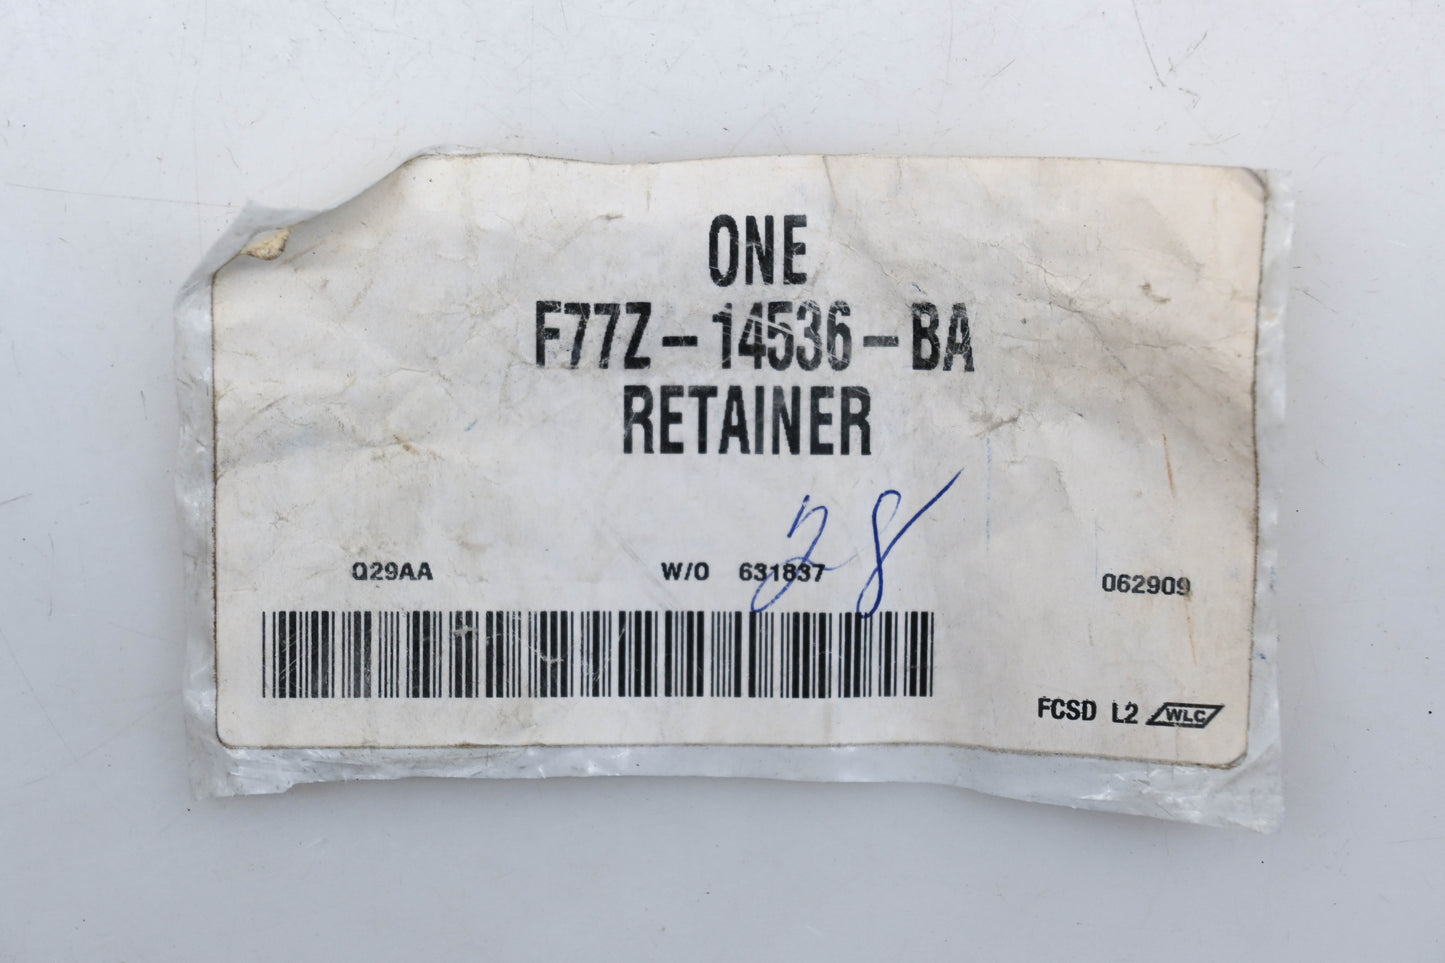 ONE
F77Z-14536-BA
RETAINER
28
Q29AA W/O 631837 062909
FCSD L2 WLC